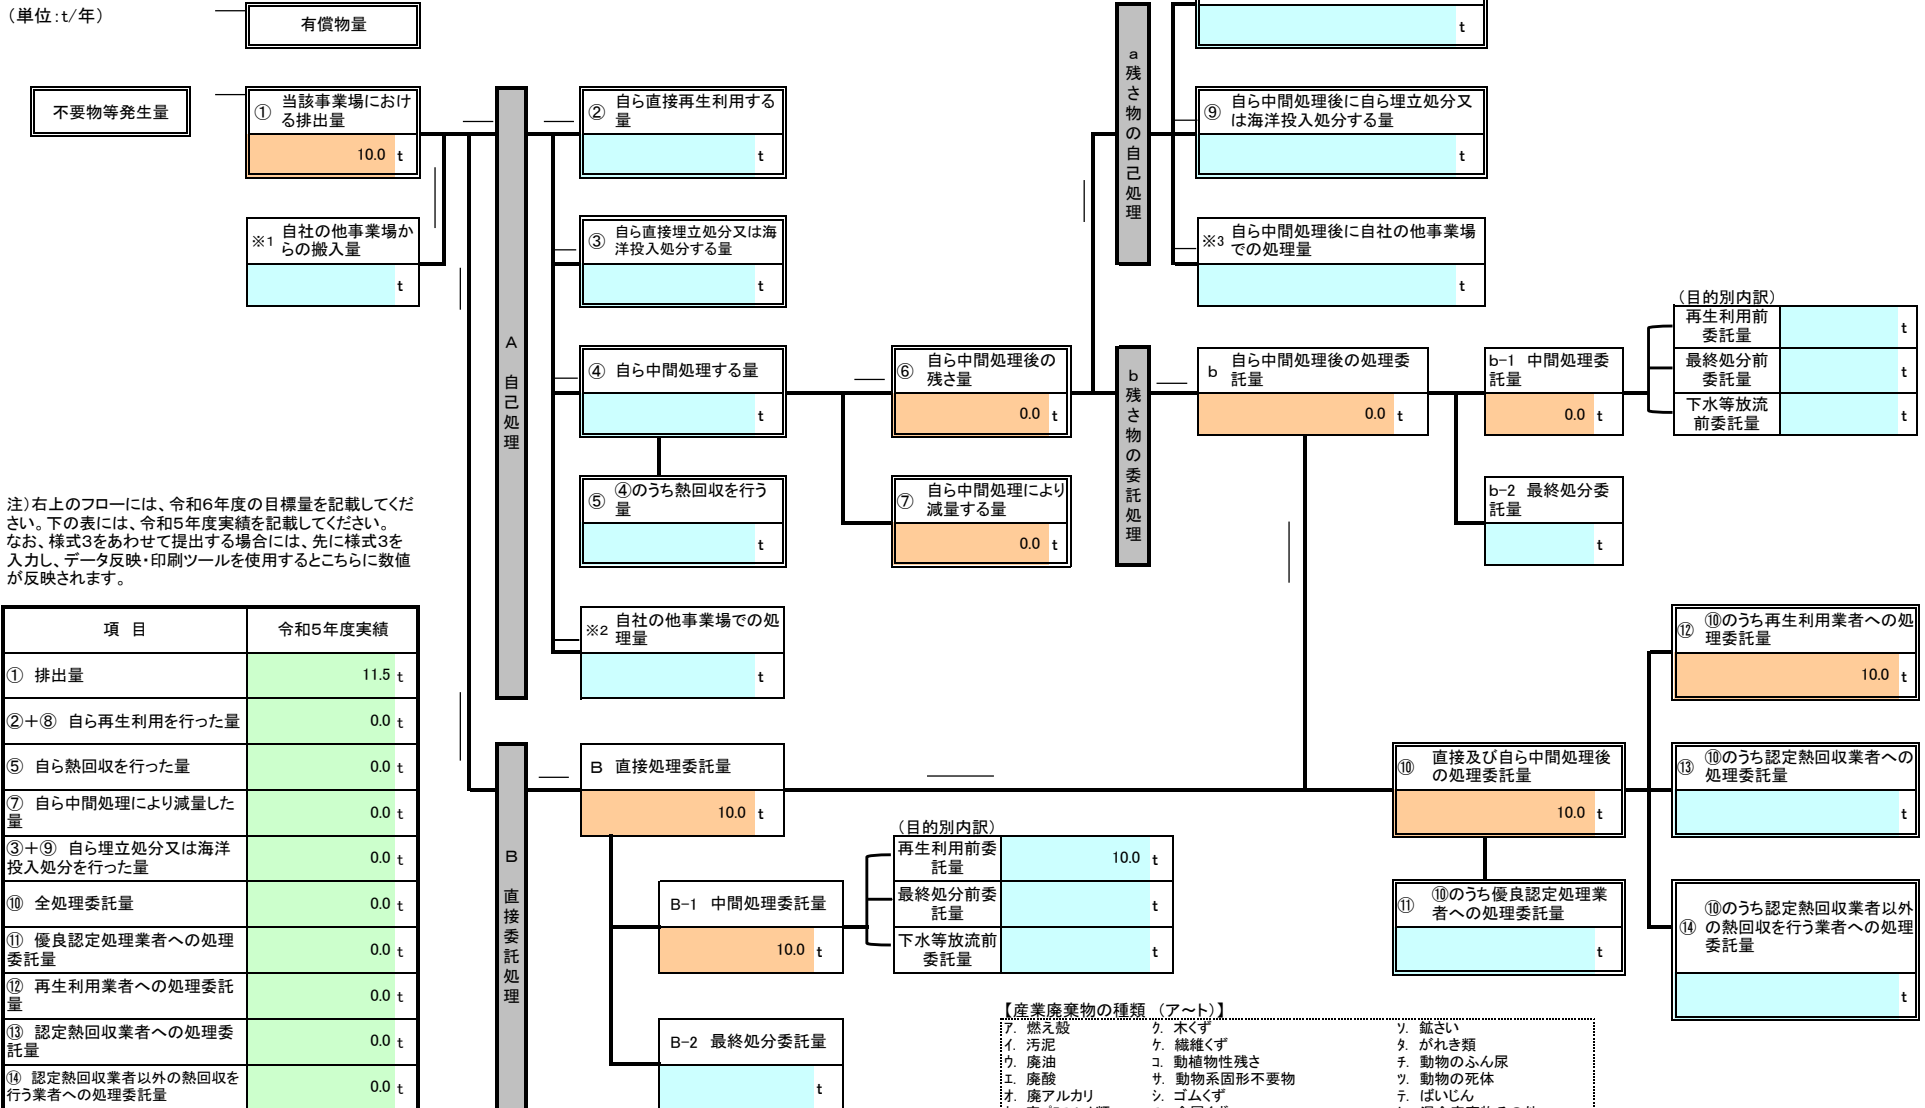 （単位:t/年）
有償物量
t
不要物等発生量
① 当該事業場におけ
る排出量
10.0 t
※1 自社の他事業場か
らの搬入量
t
A 自己処理
② 自ら直接再生利用する
量
t
③ 自ら直接埋立処分又は海
洋投入処分する量
t
④ 自ら中間処理する量
t
⑤ ④のうち熱回収を行う
量
t
※2 自社の他事業場での処
理量
t
⑥ 自ら中間処理後の
残さ量
0.0 t
⑦ 自ら中間処理により
減量する量
0.0 t
a 残さ物の自己処理
⑨ 自ら中間処理後に自ら埋立処分又
は海洋投入処分する量
t
※3 自ら中間処理後に自社の他事業場
での処理量
t
b 残さ物の委託処理
b 自ら中間処理後の処理委
託量
0.0 t
b-1 中間処理委
託量
0.0 t
b-2 最終処分委
託量
t
（目的別内訳）
再生利用前
委託量
t
最終処分前
委託量
t
下水等放流
前委託量
t
注）右上のフローには、令和６年度の目標量を記載してくだ
さい。下の表には、令和５年度実績を記載してください。
なお、様式３をあわせて提出する場合には、先に様式３を
入力し、データ反映・印刷ツールを使用するとこちらに数値
が反映されます。
項 目 令和５年度実績
① 排出量 11.5 t
②＋⑧ 自ら再生利用を行った量 0.0 t
⑤ 自ら熱回収を行った量 0.0 t
⑦ 自ら中間処理により減量した
量 0.0 t
③＋⑨ 自ら埋立処分又は海洋
投入処分を行った量 0.0 t
⑩ 全処理委託量 0.0 t
⑪ 優良認定処理業者への処理
委託量 0.0 t
⑫ 再生利用業者への処理委託
量 0.0 t
⑬ 認定熱回収業者への処理委
託量 0.0 t
⑭ 認定熱回収業者以外の熱回収を
行う業者への処理委託量 0.0 t
B 直接委託処理
B 直接処理委託量
10.0 t
B-1 中間処理委託量
10.0 t
B-2 最終処分委託量
t
（目的別内訳）
再生利用前委
託量
10.0 t
最終処分前委
託量
t
下水等放流前
委託量
t
⑩ 直接及び自ら中間処理後
の処理委託量
10.0 t
⑪ ⑩のうち優良認定処理業
者への処理委託量
t
⑫ ⑩のうち再生利用業者への処
理委託量
10.0 t
⑬ ⑩のうち認定熱回収業者への
処理委託量
t
⑭ ⑩のうち認定熱回収業者以外
の熱回収を行う業者への処理
委託量
t
【産業廃棄物の種類 （ア～ト）】
ア. 燃え殻 ク. 木くず ソ. 鉱さい
イ. 汚泥 ケ. 繊維くず タ. がれき類
ウ. 廃油 コ. 動植物性残さ チ. 動物のふん尿
エ. 廃酸 サ. 動物系固形不要物 ツ. 動物の死体
オ. 廃アルカリ シ. ゴムくず テ. ばいじん